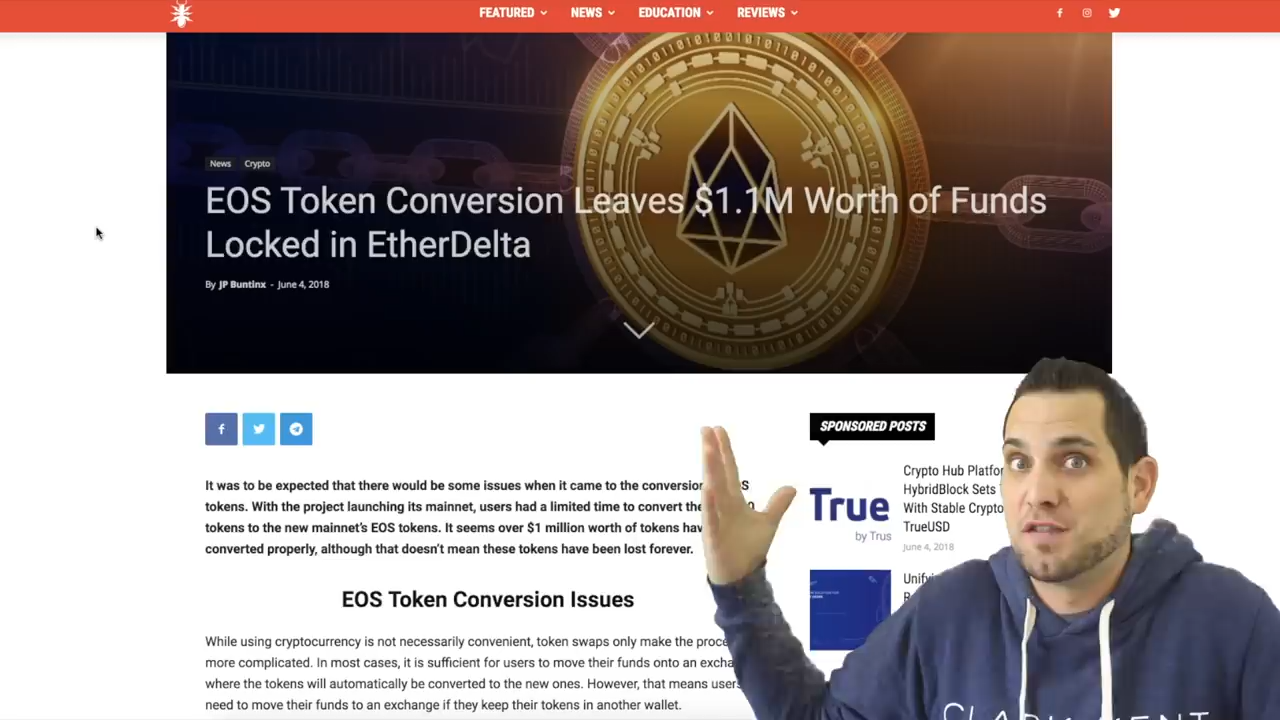 FEATURED NEWS EDUCATION REVIEWS
News Crypto
EOS Token Conversion Leaves $1.1M Worth of Funds
Locked in EtherDelta
By JP Buntinx - June 4, 2018
SPONSORED POSTS
It was to be expected that there would be some issues when it came to the conversion
tokens. With the project launching its mainnet, users had a limited time to convert
tokens to the new mainnet's EOS tokens. It seems over $1 million worth of tokens
converted properly, although that doesn't mean these tokens have been lost forever.
EOS Token Conversion Issues
While using cryptocurrency is not necessarily convenient, token swaps only make the
more complicated. In most cases, it is sufficient for users to move their funds onto an
where the tokens will automatically be converted to the new ones. However, that means users
need to move their funds to an exchange if they keep their tokens in another wallet.
True
by
Crypto Hub
HybridBlock Sets
With Stable Crypto
TrueUSD
June 4, 2018